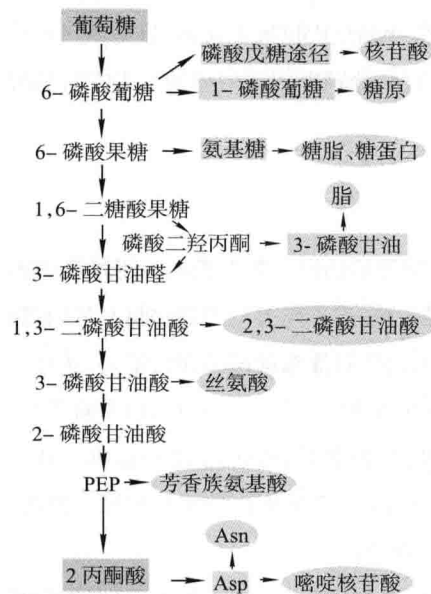 葡萄糖
磷酸戊糖途径 核苷酸
6-磷酸葡糖 1-磷酸葡糖 糖原
6-磷酸果糖 氨基糖 糖脂、糖蛋白
脂
1,6-二糖酸果糖
磷酸二羟丙酮 3-磷酸甘油
3-磷酸甘油醛
1,3-二磷酸甘油酸 2,3-二磷酸甘油酸
3-磷酸甘油酸 丝氨酸
2-磷酸甘油酸
PEP 芳香族氨基酸
Asn
2丙酮酸 Asp 嘧啶核苷酸